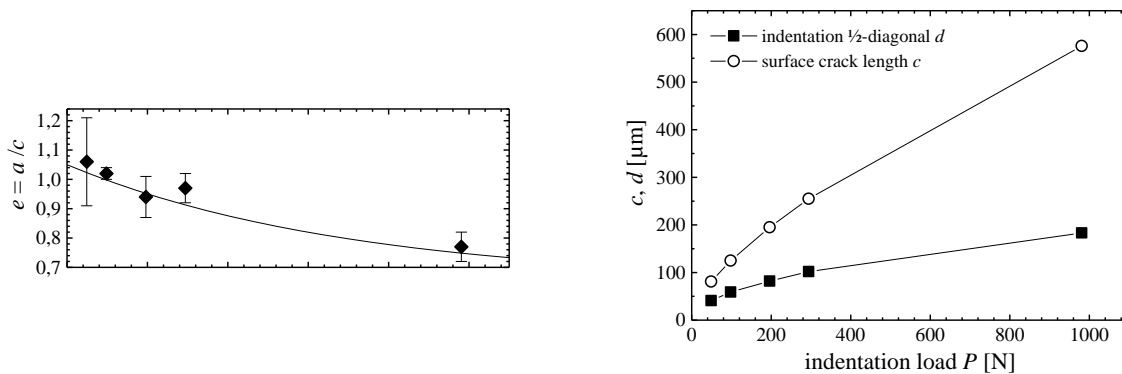 e = a /c
1,2
1,1
1,0
0,9
0,8
0,7
c, d [µm]
600
500
400
300
200
100
0
indentation ½-diagonal d
surface crack length c
0 200 400 600 800 1000
indentation load P [N]